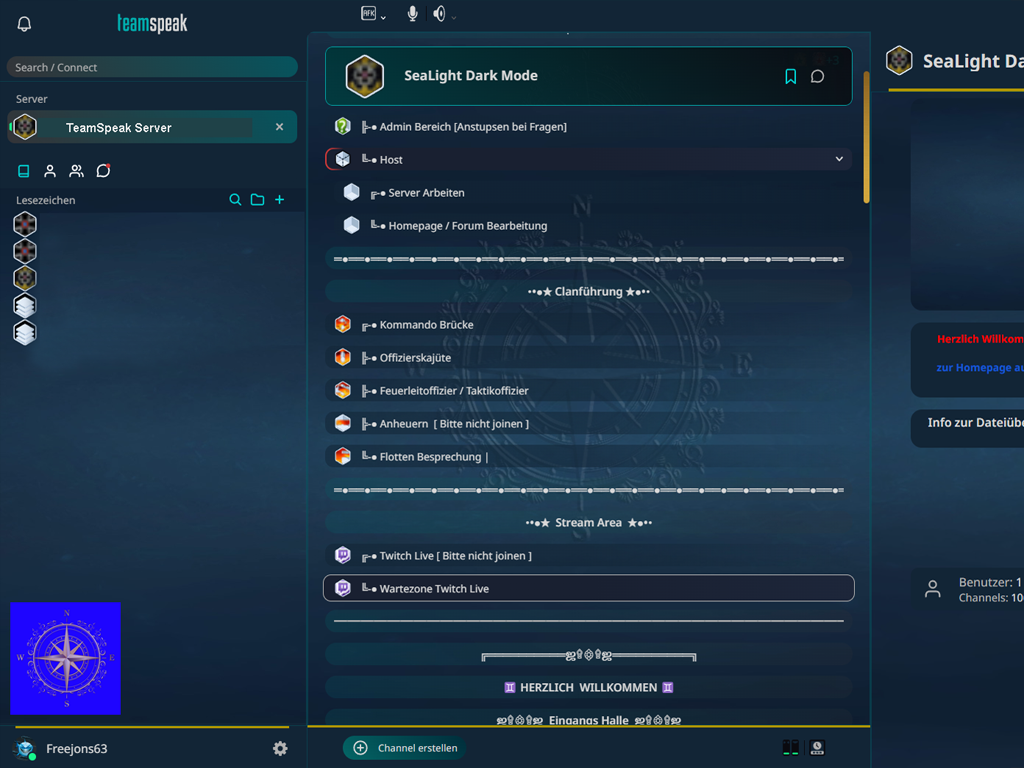 teamspeak
AFK
Search / Connect
Server
TeamSpeak Server
Lesezeichen
SeaLight Dark Mode
╠═● Admin Bereich [Anstupsen bei Fragen]
╚═● Host
╔═● Server Arbeiten
╚═● Homepage / Forum Bearbeitung
••●★ Clanführung ★●••
╔═● Kommando Brücke
╠═● Offizierskajüte
╠═● Feuerleitoffizier / Taktikoffizier
╠═● Anheuern [ Bitte nicht joinen ]
╚═● Flotten Besprechung |
••●★ Stream Area ★●••
╔═● Twitch Live [ Bitte nicht joinen ]
╚═● Wartezone Twitch Live
♊ HERZLICH WILLKOMMEN ♊
Eingangs Halle
Channel erstellen
N
W E
S
Freejons63
SeaLight Da
Herzlich Willkom
zur Homepage au
Info zur Dateiübe
Benutzer: 1
Channels: 10